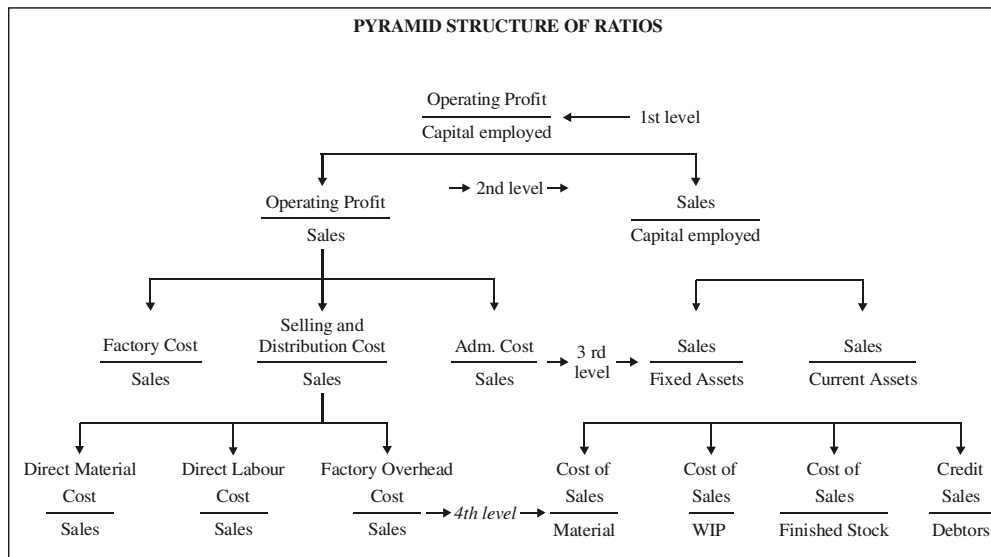 PYRAMID STRUCTURE OF RATIOS
Operating Profit
Capital employed
1st level
2nd level
Operating Profit
Sales
Sales
Capital employed
Factory Cost
Sales
Selling and
Distribution Cost
Sales
Adm. Cost
Sales
3 rd
level
Sales
Fixed Assets
Sales
Current Assets
Direct Material
Cost
Sales
Direct Labour
Cost
Sales
Factory Overhead
Cost
Sales
4th level
Cost of
Sales
Material
Cost of
Sales
WIP
Cost of
Sales
Finished Stock
Credit
Sales
Debtors